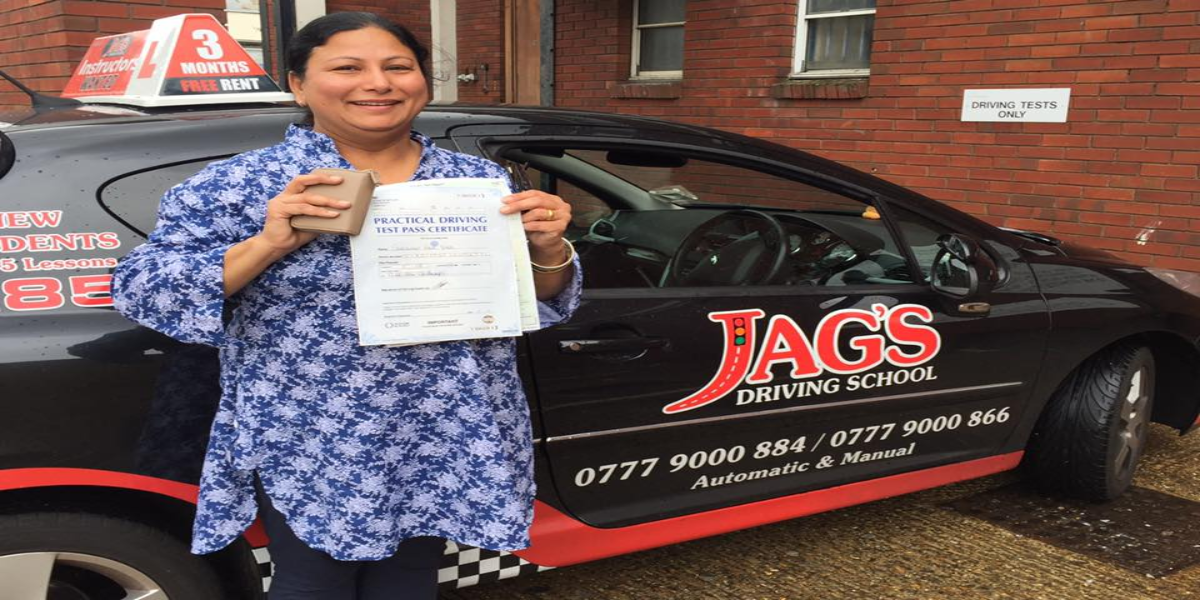 Instructors
WANTED
3
MONTHS
FREE RENT
DRIVING TESTS
ONLY
PRACTICAL DRIVING
TEST PASS CERTIFICATE
IMPORTANT
NEW
DENTS
5 Lessons
85
JAG'S
DRIVING SCHOOL
0777 9000 884 / 0777 9000 866
Automatic & Manual